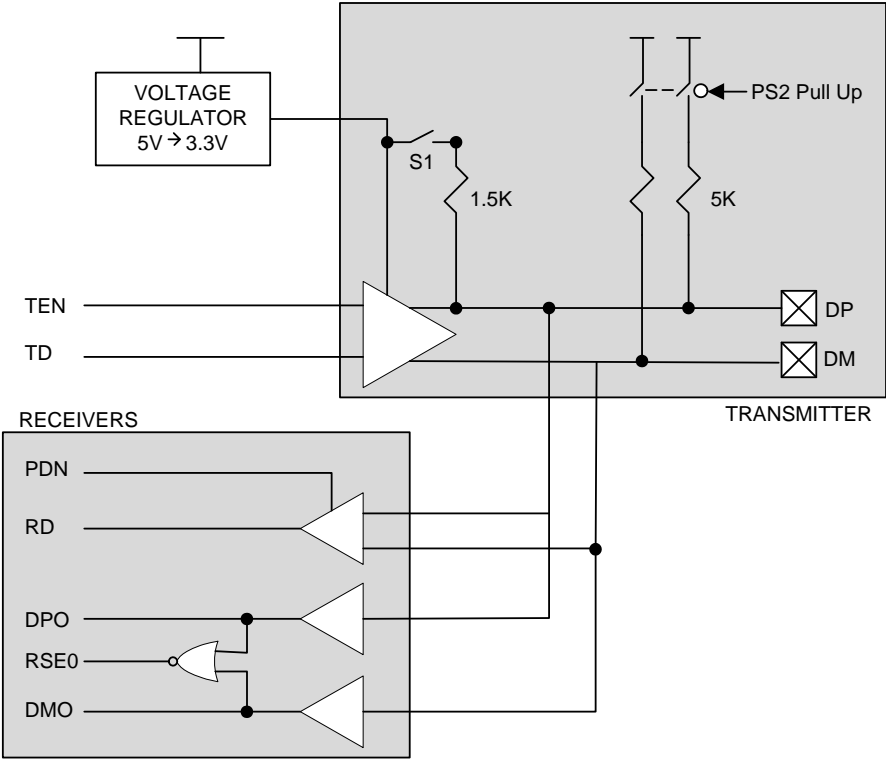 VOLTAGE
REGULATOR
5V → 3.3V
PS2 Pull Up
S1
1.5K
5K
TEN
DP
TD
DM
RECEIVERS
TRANSMITTER
PDN
RD
DPO
RSE0
DMO